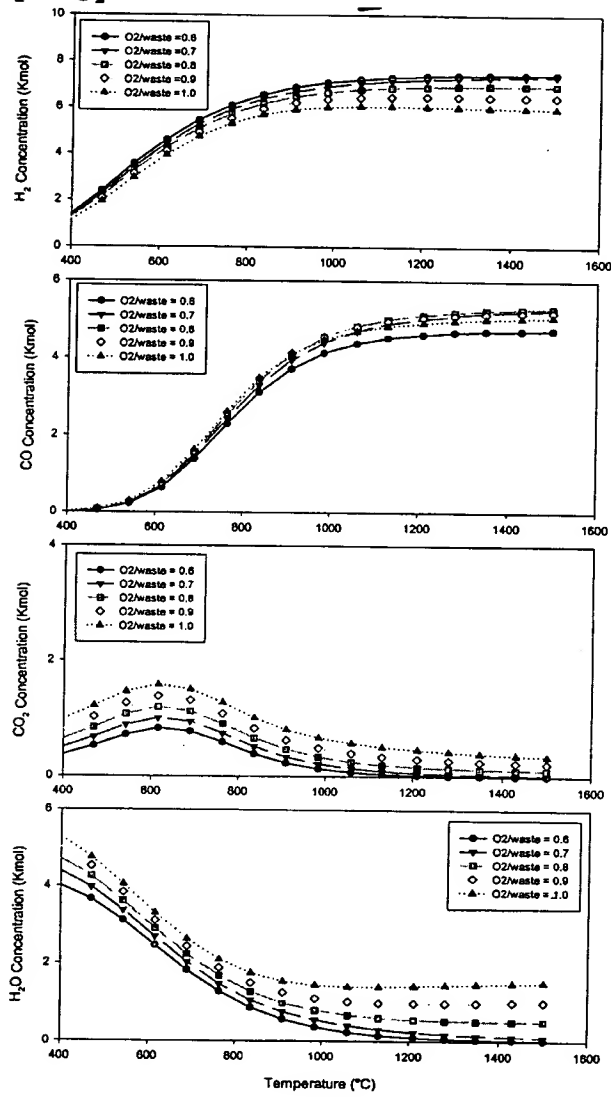 H₂ Concentration (Kmol)
10
8
6
4
2
0
O2/waste =0.6
O2/waste =0.7
O2/waste =0.8
O2/waste =0.9
O2/waste =1.0
400 600 800 1000 1200 1400 1600
CO Concentration (Kmol)
6
4
2
0
O2/waste = 0.6
O2/waste = 0.7
O2/waste = 0.8
O2/waste = 0.9
O2/waste = 1.0
400 600 800 1000 1200 1400 1600
CO₂ Concentration (Kmol)
4
2
0
O2/waste = 0.6
O2/waste = 0.7
O2/waste = 0.8
O2/waste = 0.9
O2/waste = 1.0
400 600 800 1000 1200 1400 1600
H₂O Concentration (Kmol)
6
4
2
0
O2/waste = 0.6
O2/waste = 0.7
O2/waste = 0.8
O2/waste = 0.9
O2/waste = 1.0
400 600 800 1000 1200 1400 1600
Temperature (°C)